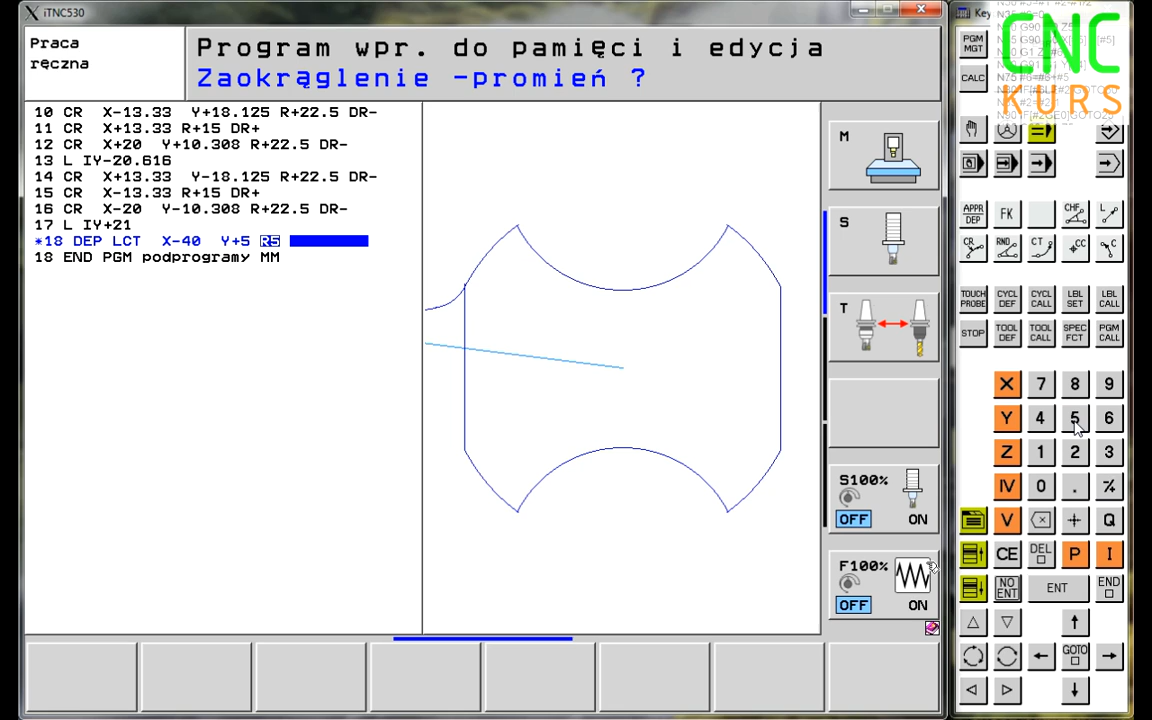 iTNC530
Praca
ręczna
Program wpr. do pamięci i edycja
Zaokrąglenie -promień ?
10 CR X-13.33 Y+18.125 R+22.5 DR-
11 CR X+13.33 R+15 DR+
12 CR X+20 Y+10.308 R+22.5 DR-
13 L IY-20.616
14 CR X+13.33 Y-18.125 R+22.5 DR-
15 CR X-13.33 R+15 DR+
16 CR X-20 Y-10.308 R+22.5 DR-
17 L IY+21
*18 DEP LCT X-40 Y+5 R5
18 END PGM podprogramy MM
M
S
T
S100%
OFF ON
F100%
OFF ON
Key
CNC
KURS
PGM
MGT
CALC
APPR
DEP
FK
CHF
L
CR
RND
CT
CC
C
TOUCH
PROBE
CYCL
DEF
CYCL
CALL
LBL
SET
LBL
CALL
STOP
TOOL
DEF
TOOL
CALL
SPEC
FCT
PGM
CALL
X 7 8 9
Y 4 5 6
Z 1 2 3
IV 0 .
V Q
CE DEL P I
NO
ENT
ENT
END
GOTO